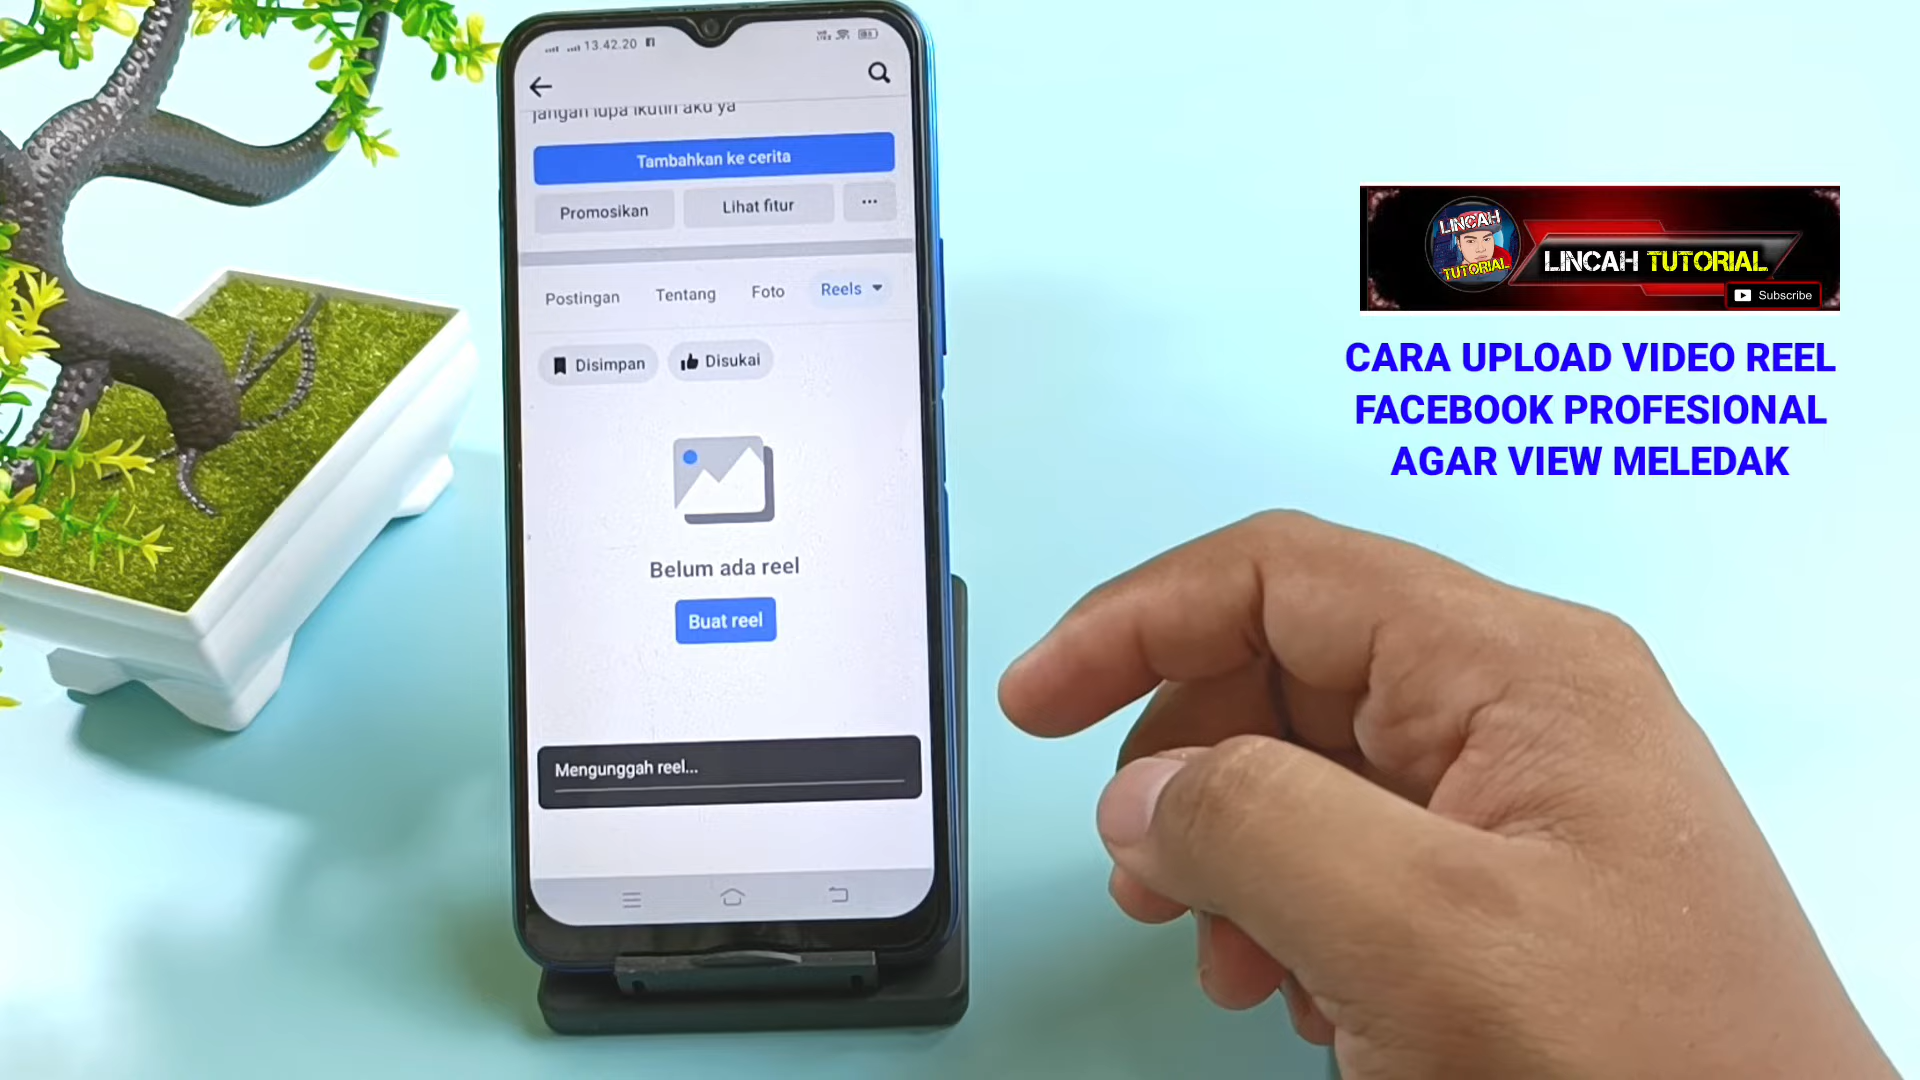 13.42.20
jangan lupa ikutin aku ya
Tambahkan ke cerita
Promosikan
Lihat fitur
Postingan
Tentang
Foto
Reels
Disimpan
Disukai
Belum ada reel
Buat reel
Mengunggah reel...
LINCAH
TUTORIAL
LINCAH TUTORIAL
Subscribe
CARA UPLOAD VIDEO REEL
FACEBOOK PROFESIONAL
AGAR VIEW MELEDAK